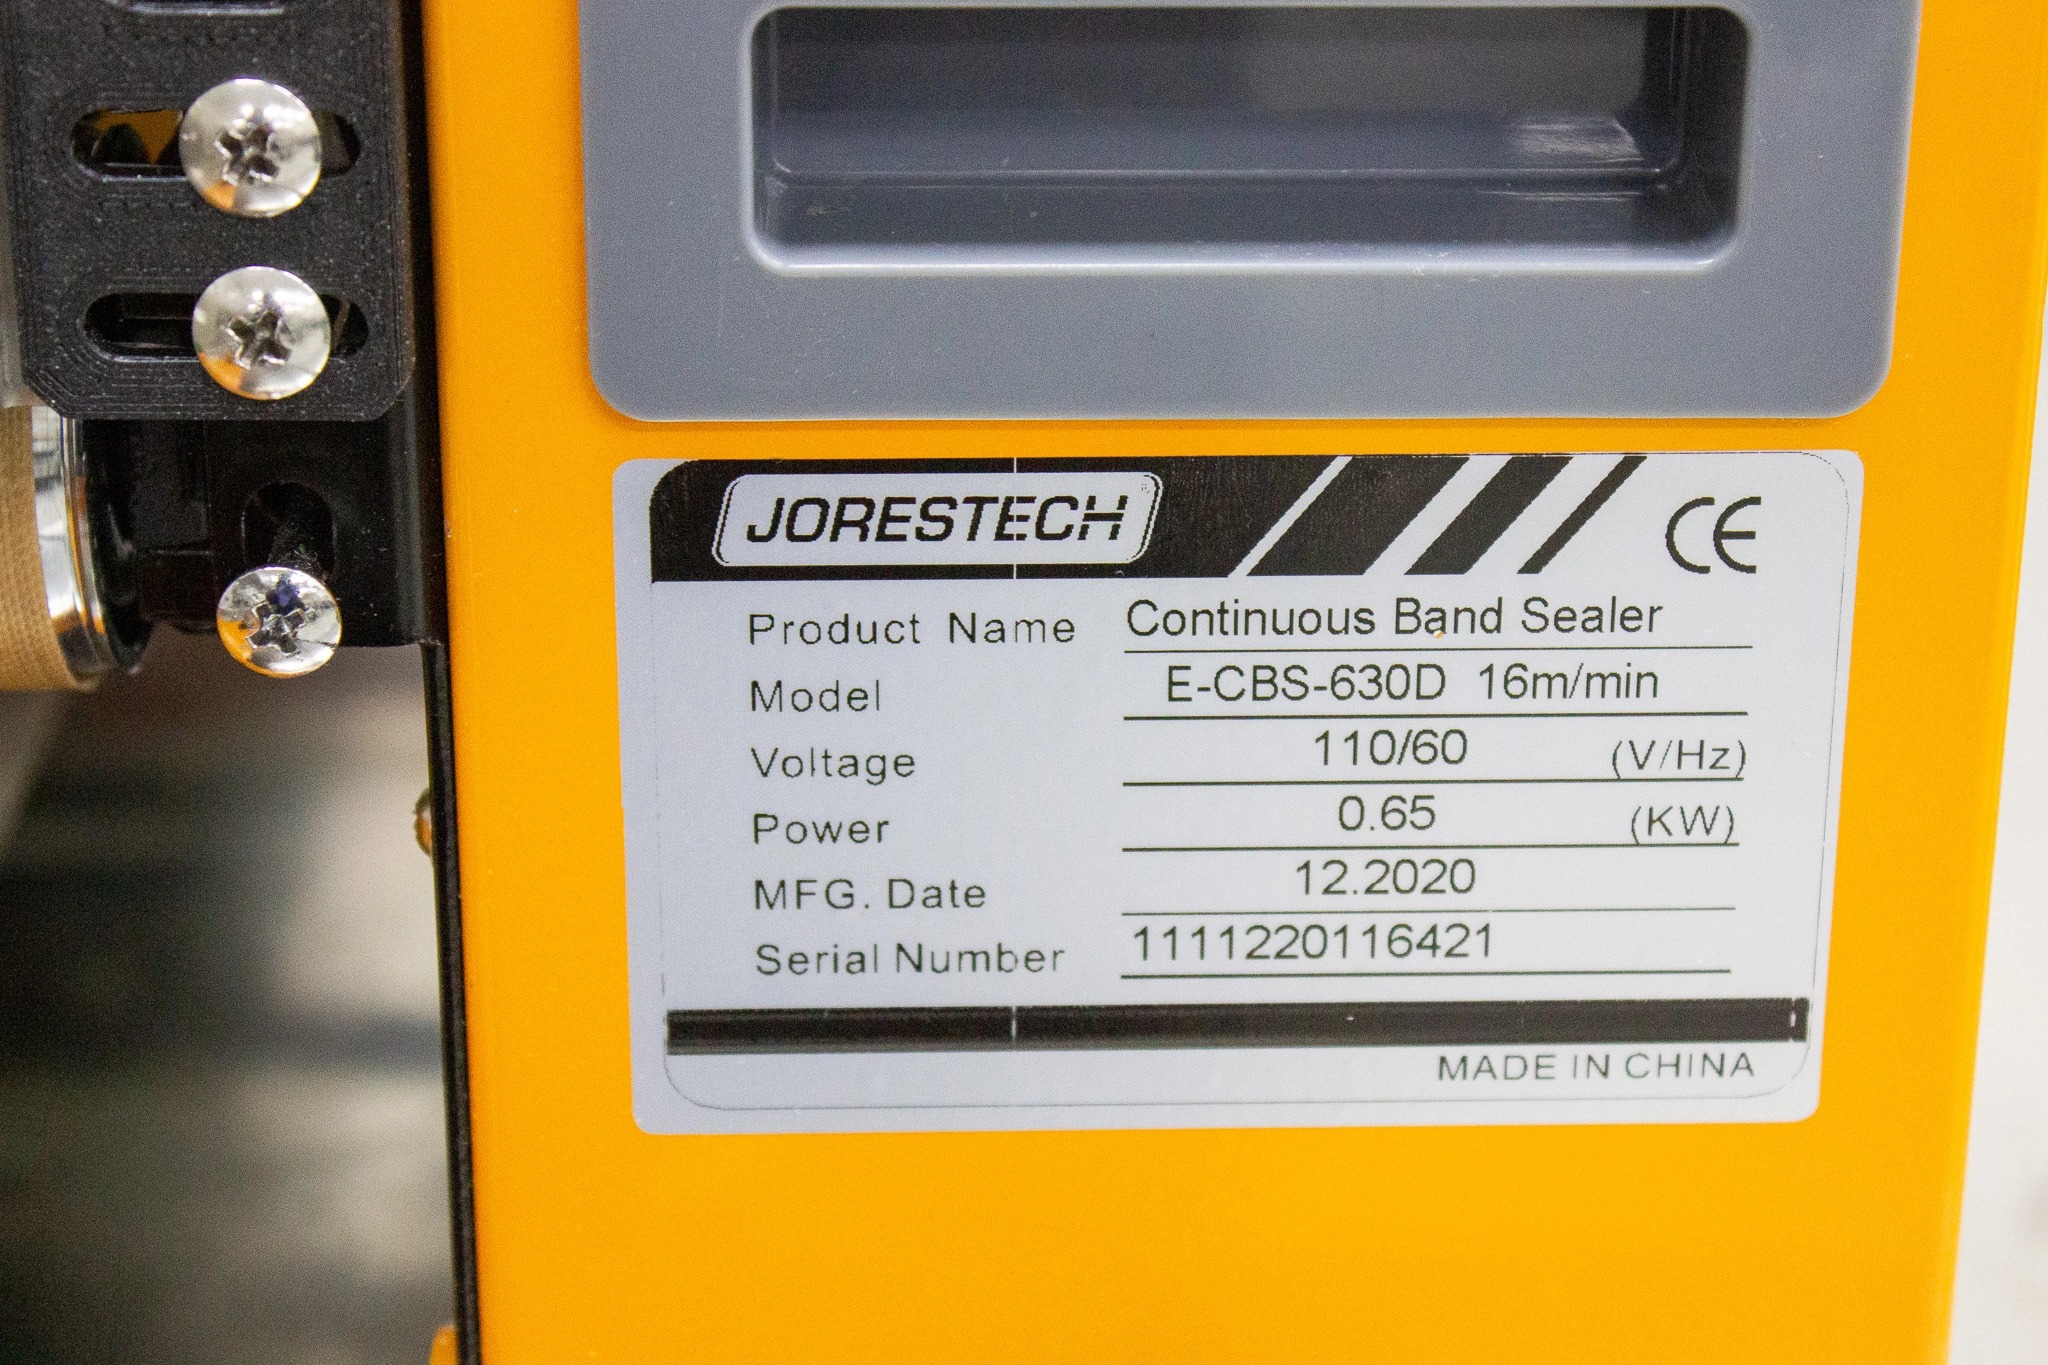 JORESTECH®
CE
Product Name Continuous Band Sealer
Model E-CBS-630D 16m/min
Voltage 110/60 (V/Hz)
Power 0.65 (KW)
MFG. Date 12.2020
Serial Number 1111220116421
MADE IN CHINA